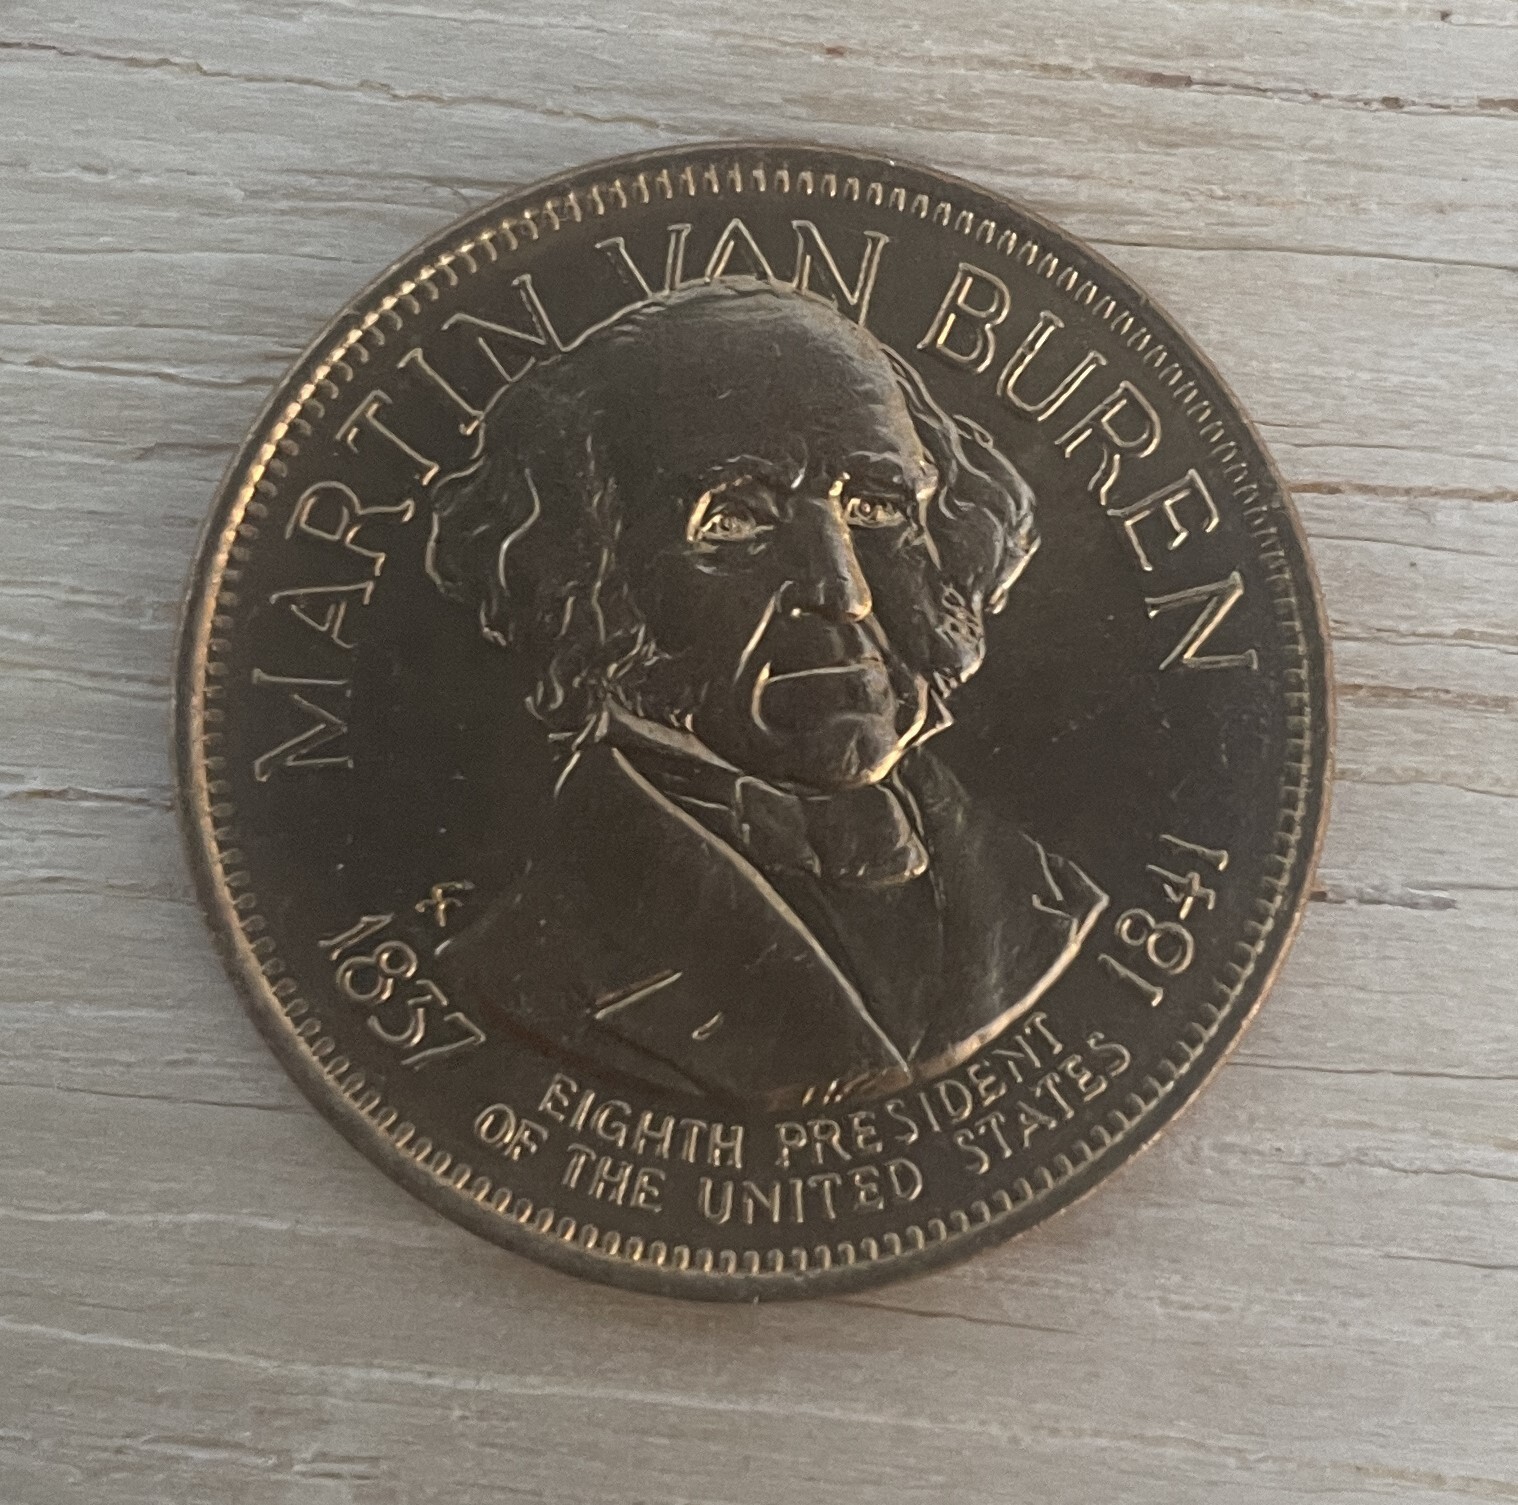 MARTIN VAN BUREN
1837
1841
EIGHTH PRESIDENT
OF THE UNITED STATES